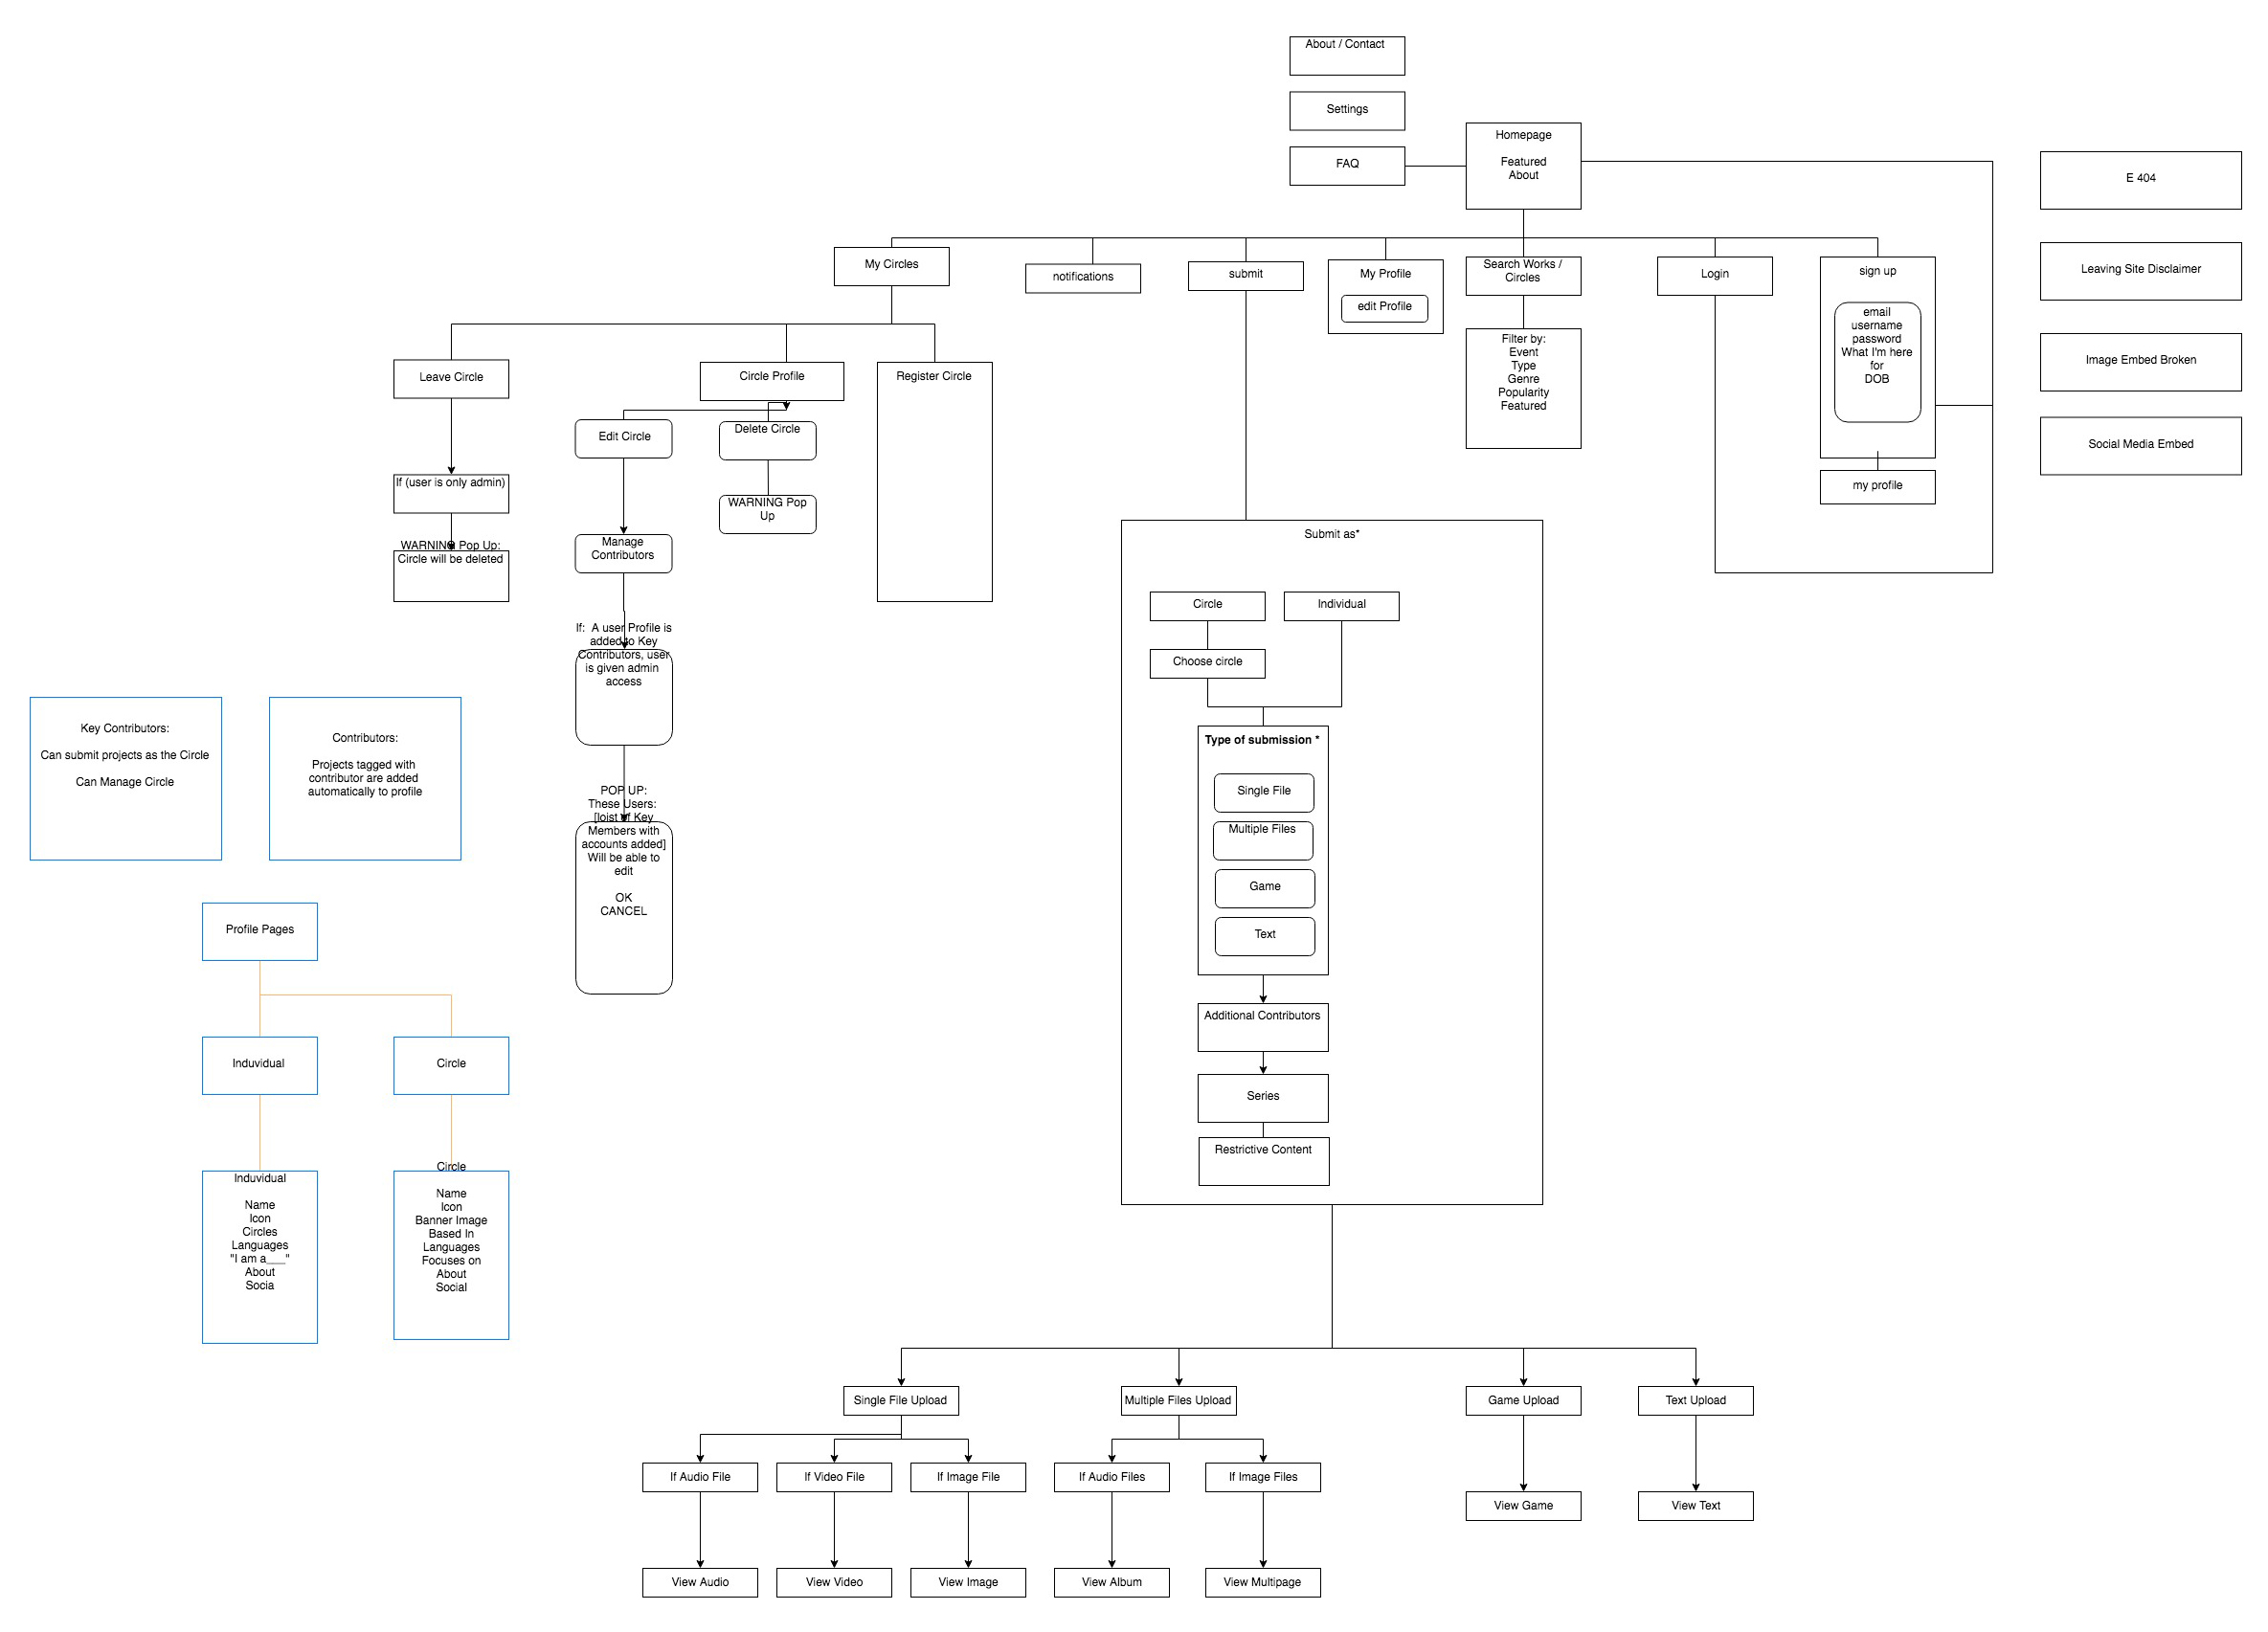 About / Contact
Settings
FAQ
Homepage
Featured
About
E 404
Leaving Site Disclaimer
Image Embed Broken
Social Media Embed
My Circles
notifications
submit
My Profile
edit Profile
Search Works /
Circles
Filter by:
Event
Type
Genre
Popularity
Featured
Login
sign up
email
username
password
What I'm here
for
DOB
my profile
Leave Circle
If (user is only admin)
WARNING Pop Up:
Circle will be deleted
Circle Profile
Edit Circle
Delete Circle
WARNING Pop
Up
Manage
Contributors
If: A user Profile is
added to Key
Contributors, user
is given admin
access
POP UP:
These Users:
[loist of Key
Members with
accounts added]
Will be able to
edit
OK
CANCEL
Register Circle
Key Contributors:
Can submit projects as the Circle
Can Manage Circle
Contributors:
Projects tagged with
contributor are added
automatically to profile
Profile Pages
Induvidual
Circle
Induvidual
Name
Icon
Circles
Languages
"I am a___"
About
Socia
Circle
Name
Icon
Banner Image
Based In
Languages
Focuses on
About
Social
Submit as*
Circle
Individual
Choose circle
Type of submission *
Single File
Multiple Files
Game
Text
Additional Contributors
Series
Restrictive Content
Single File Upload
Multiple Files Upload
Game Upload
Text Upload
If Audio File
If Video File
If Image File
If Audio Files
If Image Files
View Game
View Text
View Audio
View Video
View Image
View Album
View Multipage